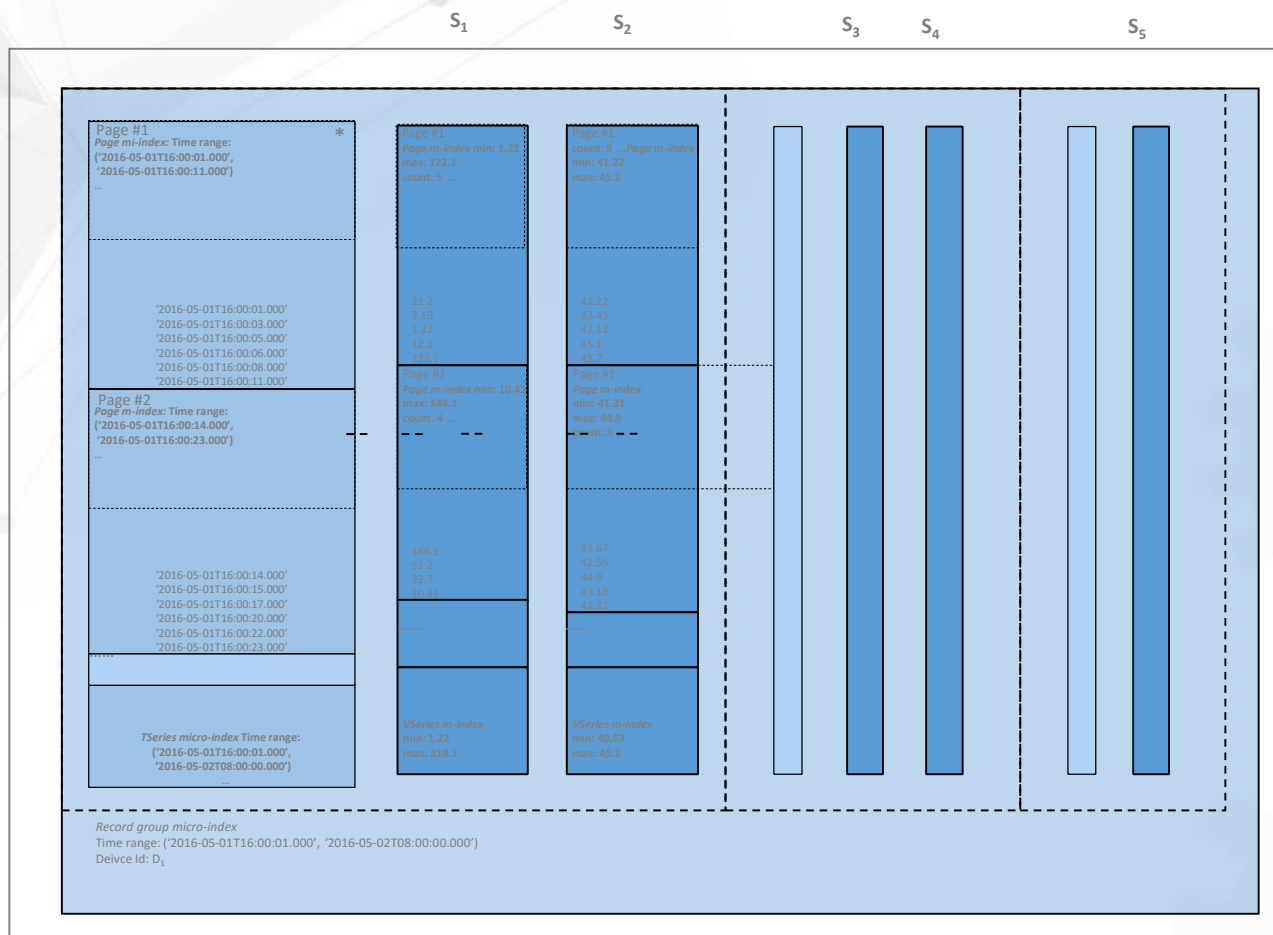 S1
S2
S3
S4
S5
Page #1
*
Page mi-index: Time range:
('2016-05-01T16:00:01.000',
'2016-05-01T16:00:11.000')
...
'2016-05-01T16:00:01.000'
'2016-05-01T16:00:03.000'
'2016-05-01T16:00:05.000'
'2016-05-01T16:00:06.000'
'2016-05-01T16:00:08.000'
'2016-05-01T16:00:11.000'
Page #2
Page m-index: Time range:
('2016-05-01T16:00:14.000',
'2016-05-01T16:00:23.000')
...
'2016-05-01T16:00:14.000'
'2016-05-01T16:00:15.000'
'2016-05-01T16:00:17.000'
'2016-05-01T16:00:20.000'
'2016-05-01T16:00:22.000'
'2016-05-01T16:00:23.000'
......
TSeries micro-index Time range:
('2016-05-01T16:00:01.000',
'2016-05-02T08:00:00.000')
...
Page #1
Page m-index min: 1.22
max: 122.1
count: 5 ...
21.2
2.19
1.22
12.2
122.1
Page #1
Page m-index min: 10.41
max: 144.1
count: 4 ...
144.1
51.2
22.7
10.41
......
VSeries m-index
min: 1.22
max: 219.1
Page #1
count: 5 ...Page m-index
min: 41.22
max: 45.2
41.22
43.45
42.12
45.1
45.2
Page #1
Page m-index
min: 41.31
max: 44.9
count: 5
41.67
42.56
44.9
43.18
41.31
......
VSeries m-index
min: 40.53
max: 45.2
Record group micro-index
Time range: ('2016-05-01T16:00:01.000', '2016-05-02T08:00:00.000')
Deivce Id: D1